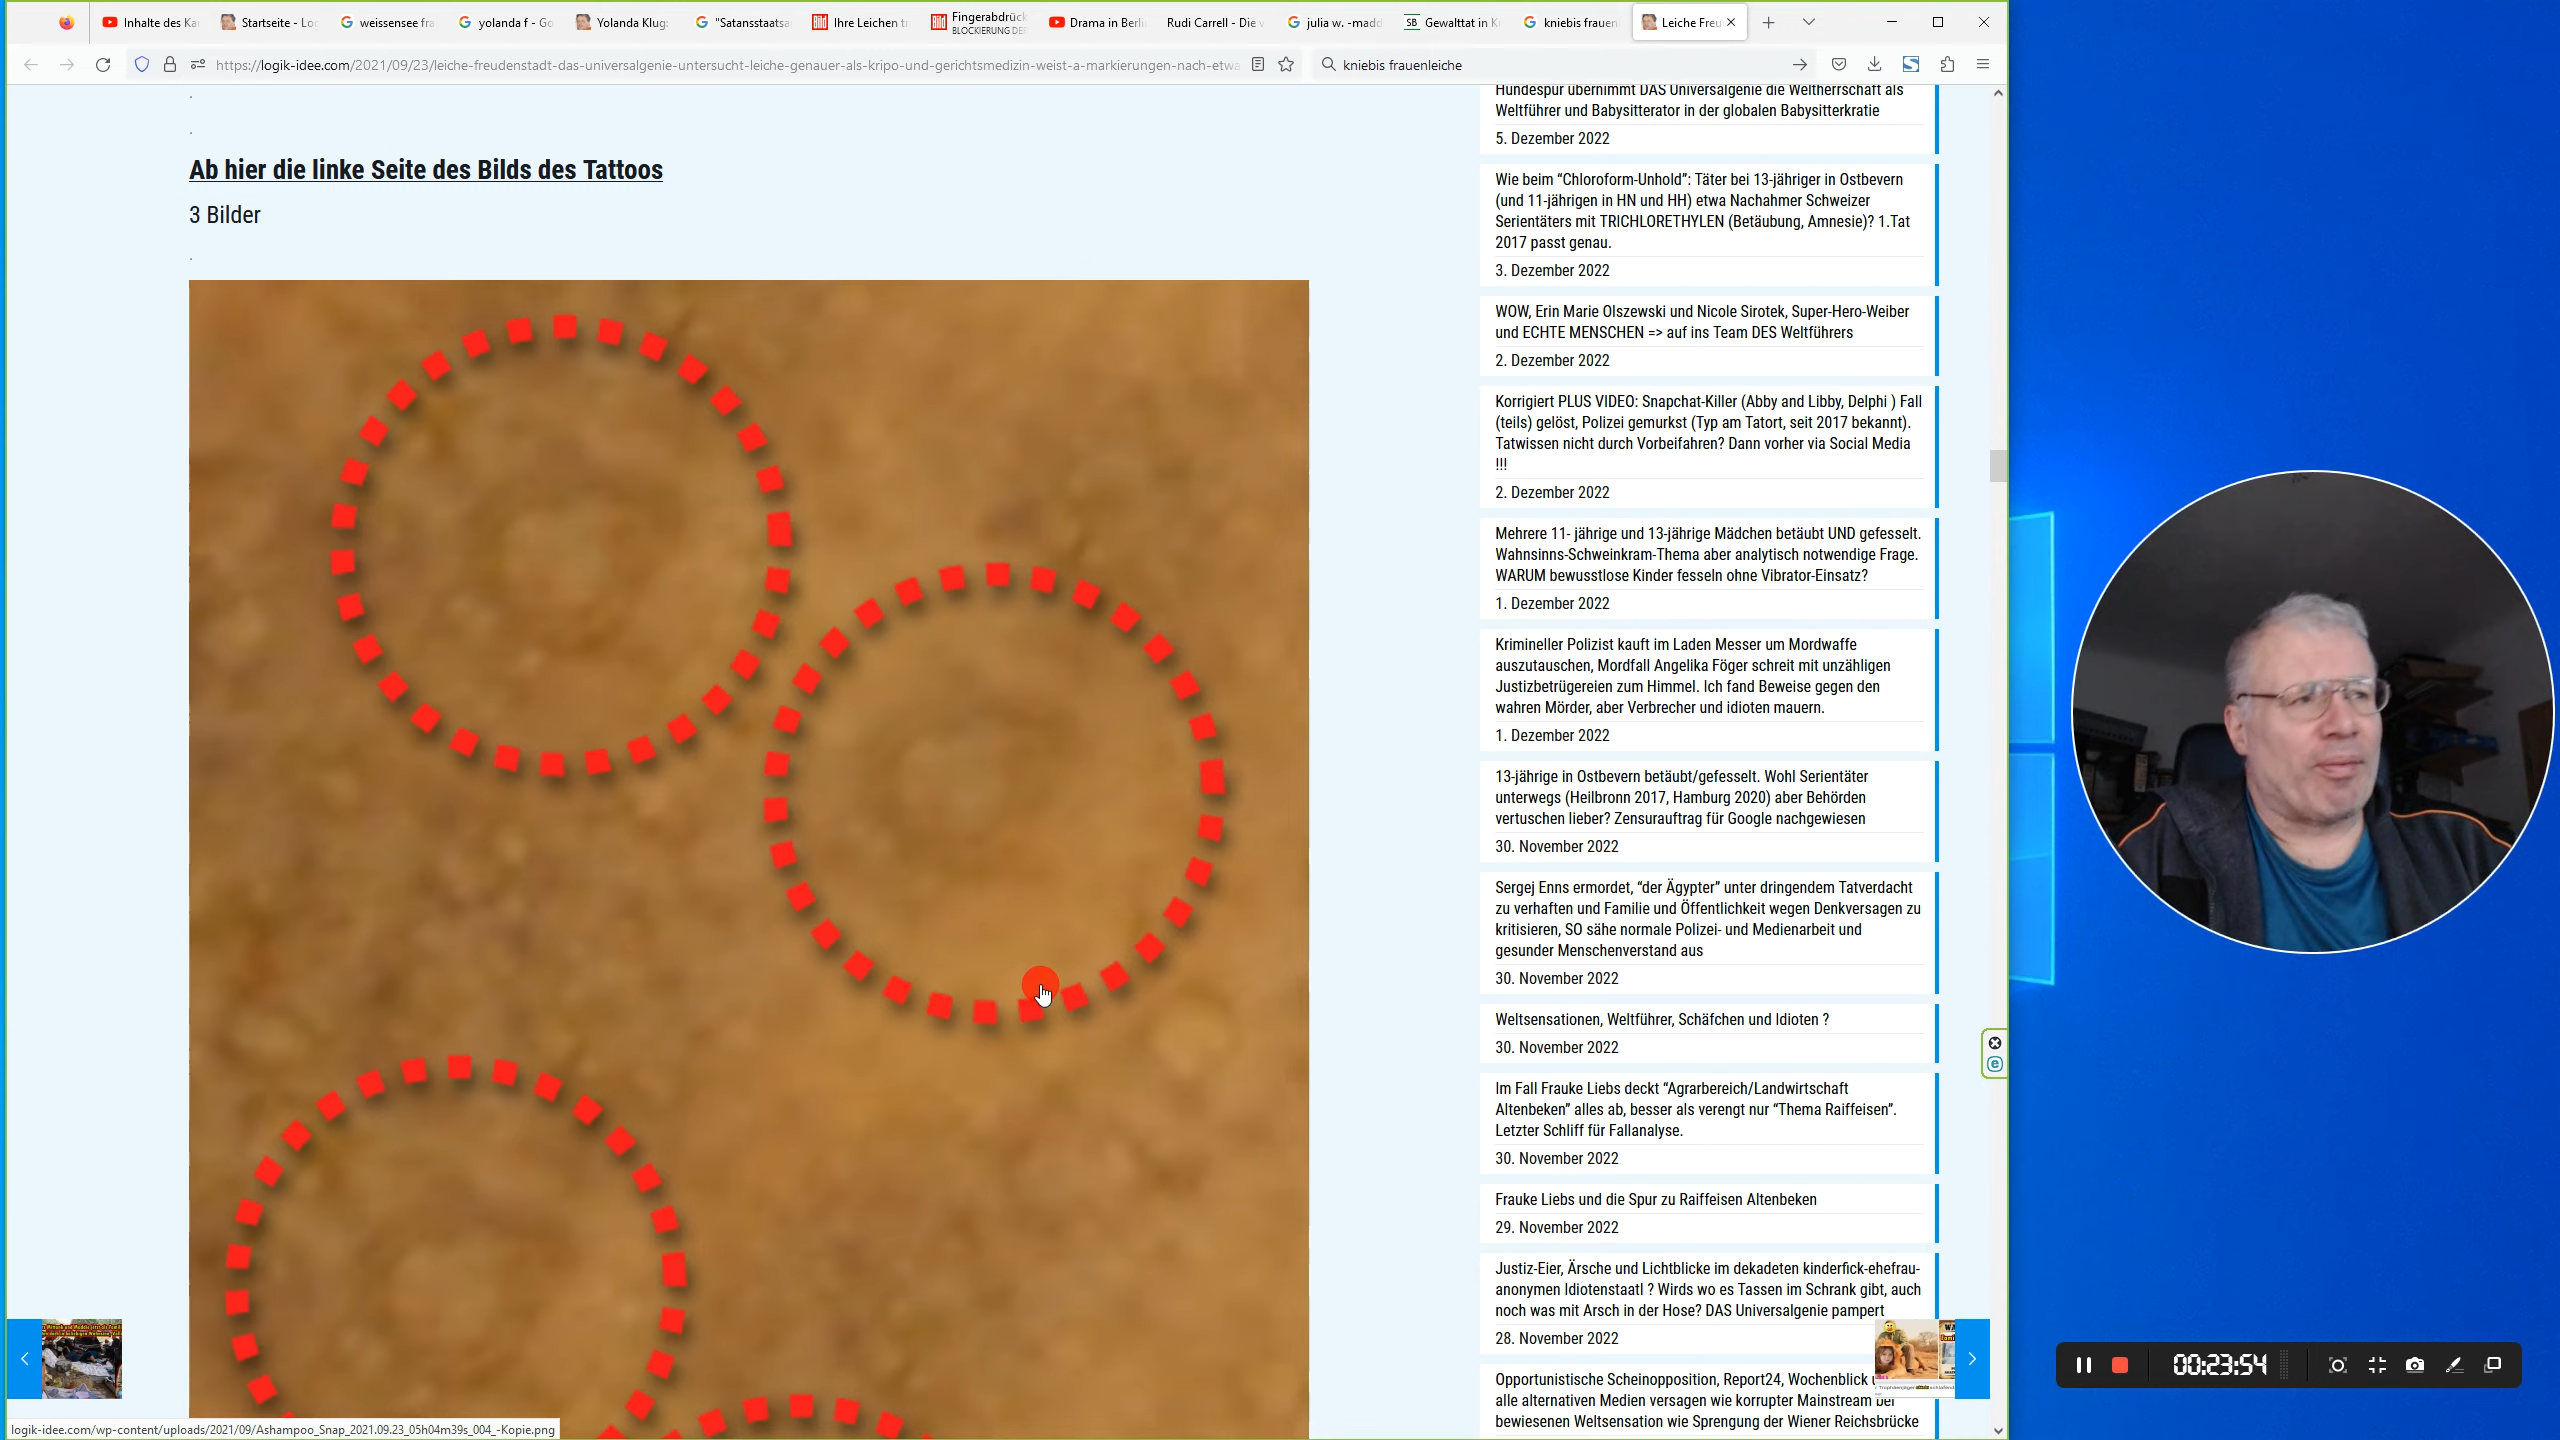 Inhalte des Ka
Startseite - Lo
weissensee fra
yolanda f - Go
Yolanda Klug:
"Satansstaatsa
Ihre Leichen t
Fingerabdrück
BLOCKIERUNG DER
Drama in Berli
Rudi Carrell - Die v
julia w. -madd
Gewalttat in K
kniebis frauen
Leiche Freu
https://logik-idee.com/2021/09/23/leiche-freudenstadt-das-universalgenie-untersucht-leiche-genauer-als-kripo-und-gerichtsmedizin-weist-a-markierungen-nach-etwa
kniebis frauenleiche
Ab hier die linke Seite des Bilds des Tattoos
3 Bilder
Hundespur übernimmt DAS Universalgenie die Weltherrschaft als
Weltführer und Babysitterator in der globalen Babysitterkratie
5. Dezember 2022
Wie beim “Chloroform-Unhold”: Täter bei 13-jähriger in Ostbevern
(und 11-jährigen in HN und HH) etwa Nachahmer Schweizer
Serientäters mit TRICHLORETHYLEN (Betäubung, Amnesie)? 1.Tat
2017 passt genau.
3. Dezember 2022
WOW, Erin Marie Olszewski und Nicole Sirotek, Super-Hero-Weiber
und ECHTE MENSCHEN => auf ins Team DES Weltführers
2. Dezember 2022
Korrigiert PLUS VIDEO: Snapchat-Killer (Abby and Libby, Delphi ) Fall
(teils) gelöst, Polizei gemurkst (Typ am Tatort, seit 2017 bekannt).
Tatwissen nicht durch Vorbeifahren? Dann vorher via Social Media
!!!
2. Dezember 2022
Mehrere 11- jährige und 13-jährige Mädchen betäubt UND gefesselt.
Wahnsinns-Schweinkram-Thema aber analytisch notwendige Frage.
WARUM bewusstlose Kinder fesseln ohne Vibrator-Einsatz?
1. Dezember 2022
Krimineller Polizist kauft im Laden Messer um Mordwaffe
auszutauschen, Mordfall Angelika Föger schreit mit unzähligen
Justizbetrügereien zum Himmel. Ich fand Beweise gegen den
wahren Mörder, aber Verbrecher und idioten mauern.
1. Dezember 2022
13-jährige in Ostbevern betäubt/gefesselt. Wohl Serientäter
unterwegs (Heilbronn 2017, Hamburg 2020) aber Behörden
vertuschen lieber? Zensurauftrag für Google nachgewiesen
30. November 2022
Sergej Enns ermordet, “der Ägypter” unter dringendem Tatverdacht
zu verhaften und Familie und Öffentlichkeit wegen Denkversagen zu
kritisieren, SO sähe normale Polizei- und Medienarbeit und
gesunder Menschenverstand aus
30. November 2022
Weltsensationen, Weltführer, Schäfchen und Idioten ?
30. November 2022
Im Fall Frauke Liebs deckt “Agrarbereich/Landwirtschaft
Altenbeken” alles ab, besser als verengt nur “Thema Raiffeisen”.
Letzter Schliff für Fallanalyse.
30. November 2022
Frauke Liebs und die Spur zu Raiffeisen Altenbeken
29. November 2022
Justiz-Eier, Ärsche und Lichtblicke im dekadeten kinderfick-ehefrau-
anonymen Idiotenstaatl ? Wirds wo es Tassen im Schrank gibt, auch
noch was mit Arsch in der Hose? DAS Universalgenie pampert
28. November 2022
Opportunistische Scheinopposition, Report24, Wochenblick
alle alternativen Medien versagen wie korrupter Mainstream bei
bewiesenen Weltsensation wie Sprengung der Wiener Reichsbrücke
logik-idee.com/wp-content/uploads/2021/09/Ashampoo_Snap_2021.09.23_05h04m39s_004_-Kopie.png
00:23:54